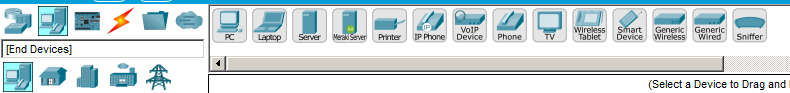 [End Devices]
PC
Laptop
Server
Meraki Server
Printer
IP
IP Phone
VoIP
Device
Phone
TV
Wireless
Tablet
Smart
Device
Generic
Wireless
Generic
Wired
Sniffer
(Select a Device to Drag and